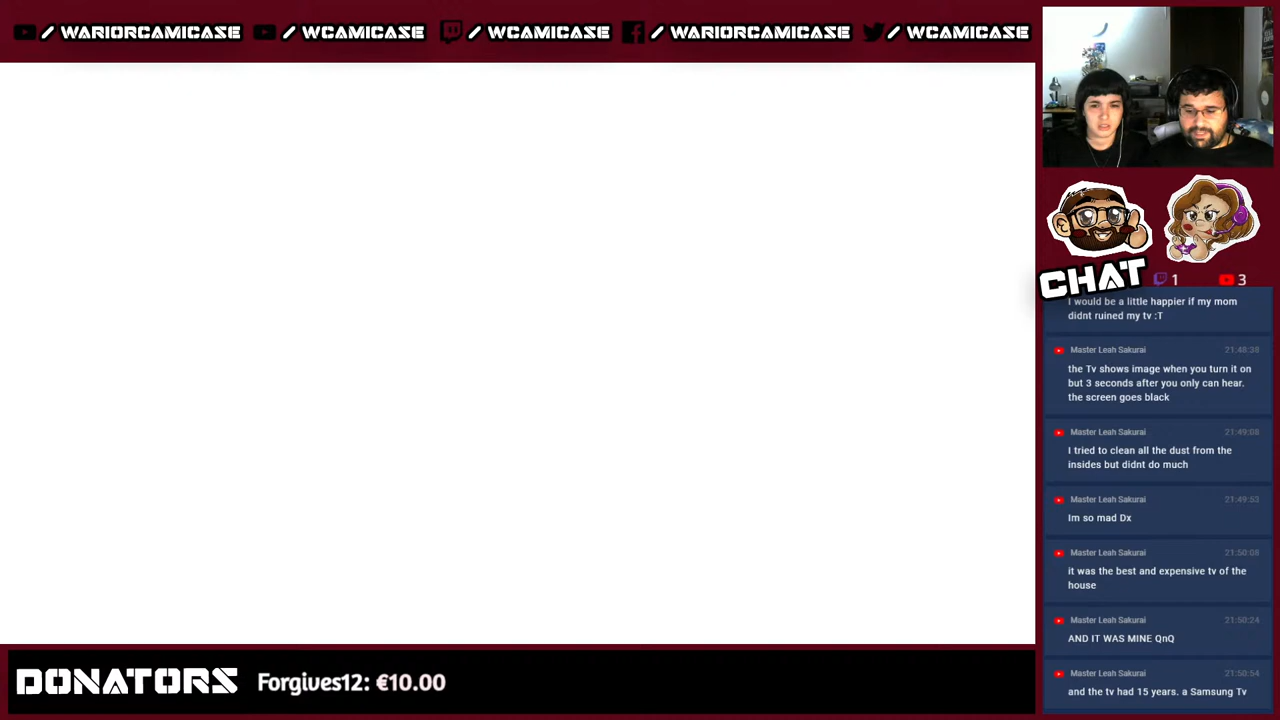 / WARIORCAMICASE / WCAMICASE / WCAMICASE / WARIORCAMICASE / WCAMICASE
CHAT
1 3
I would be a little happier if my mom
didnt ruined my tv :T
Master Leah Sakurai 21:48:38
the Tv shows image when you turn it on
but 3 seconds after you only can hear.
the screen goes black
Master Leah Sakurai 21:49:08
I tried to clean all the dust from the
insides but didnt do much
Master Leah Sakurai 21:49:53
Im so mad Dx
Master Leah Sakurai 21:50:08
it was the best and expensive tv of the
house
Master Leah Sakurai 21:50:24
AND IT WAS MINE QnQ
Master Leah Sakurai 21:50:54
and the tv had 15 years. a Samsung Tv
DONATORS Forgives12: €10.00